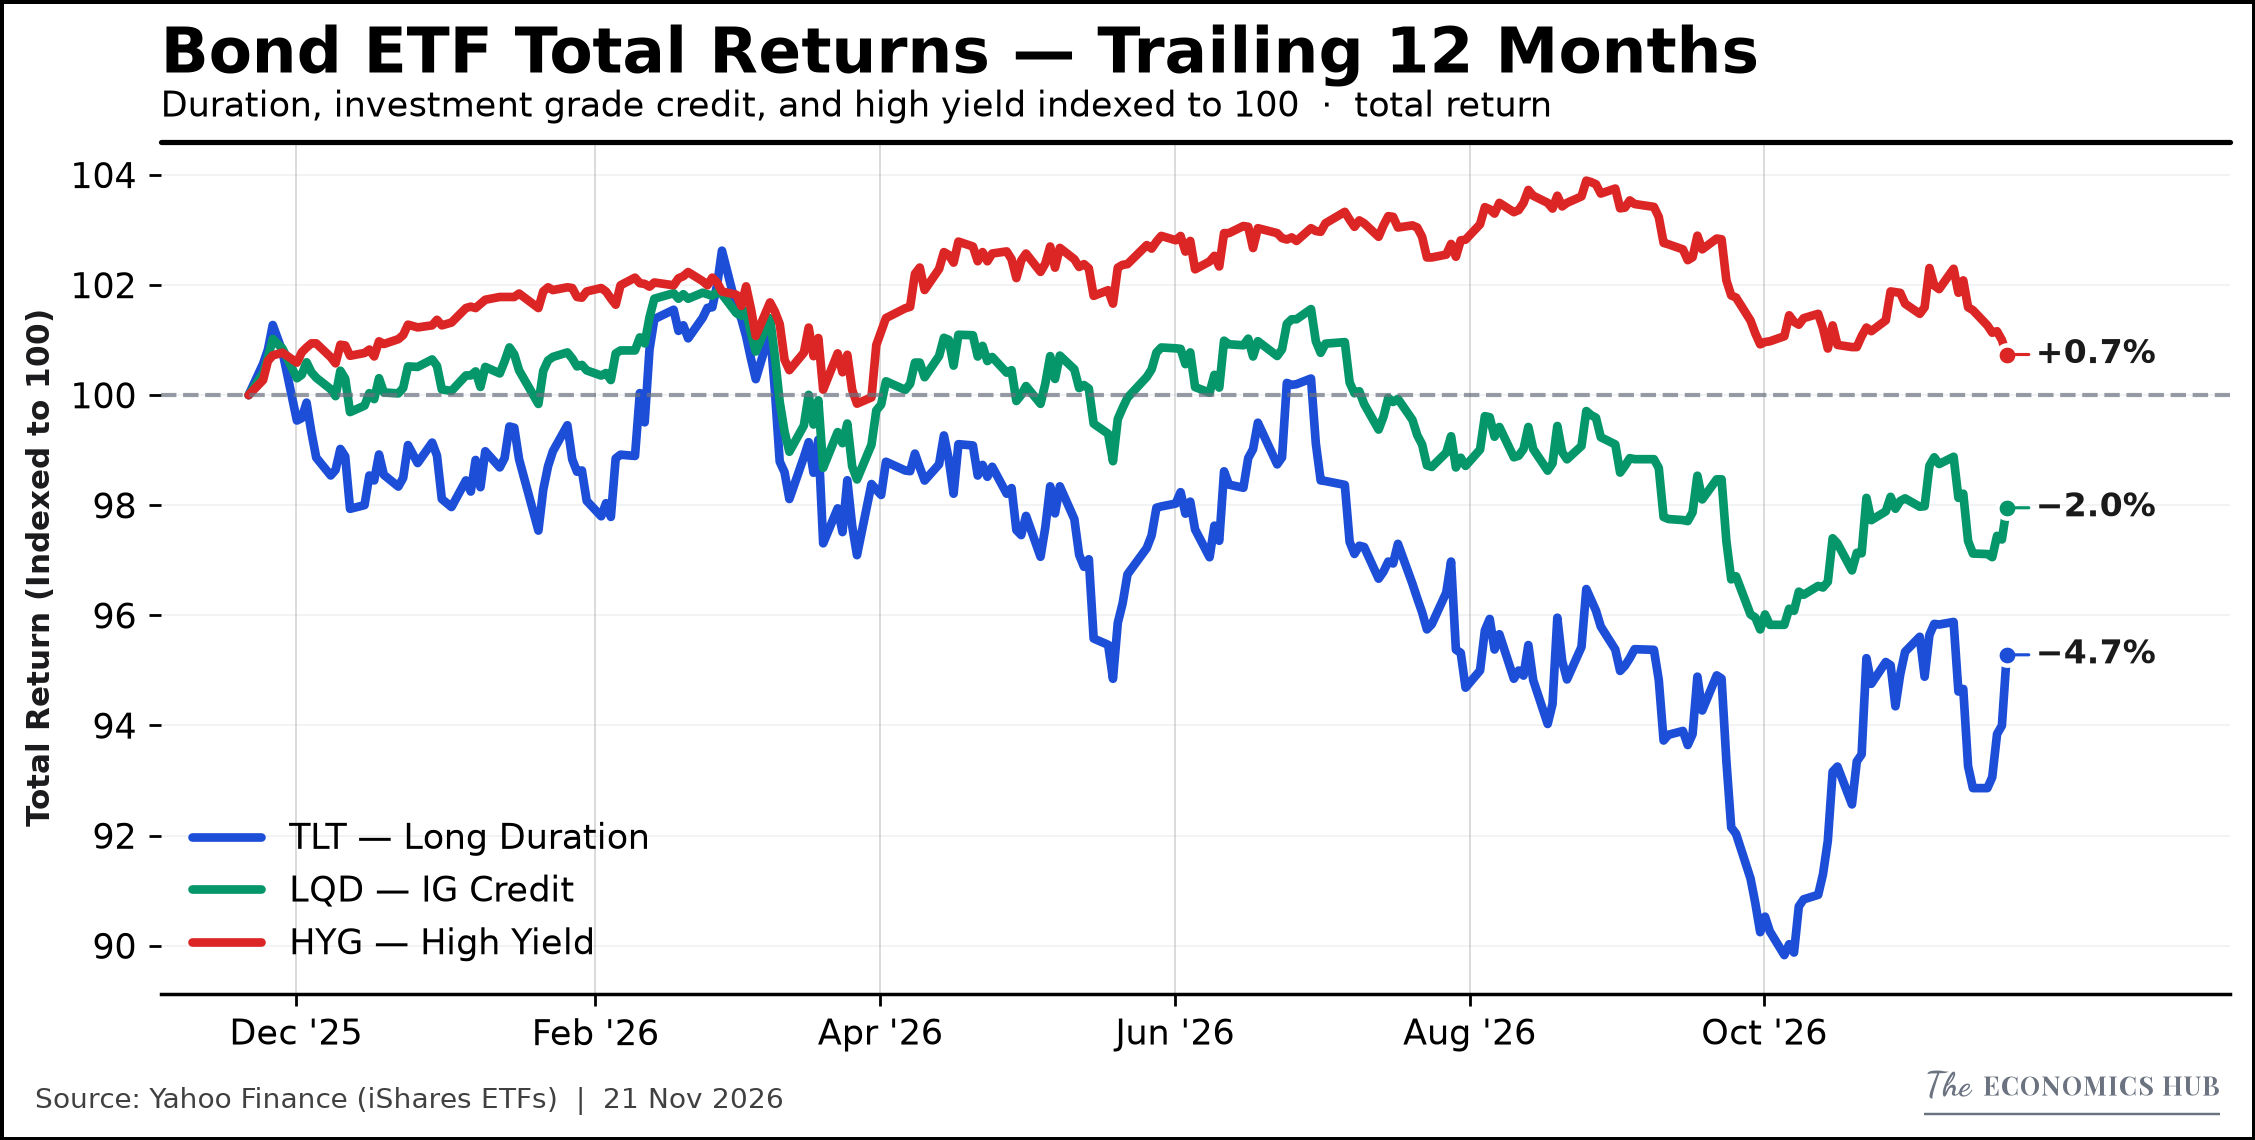 Bond ETF Total Returns — Trailing 12 Months
Duration, investment grade credit, and high yield indexed to 100 · total return
Total Return (Indexed to 100)
104
102
100
98
96
94
92
90
+0.7%
−2.0%
−4.7%
TLT — Long Duration
LQD — IG Credit
HYG — High Yield
Dec '25 Feb '26 Apr '26 Jun '26 Aug '26 Oct '26
Source: Yahoo Finance (iShares ETFs) | 21 Nov 2026
The ECONOMICS HUB